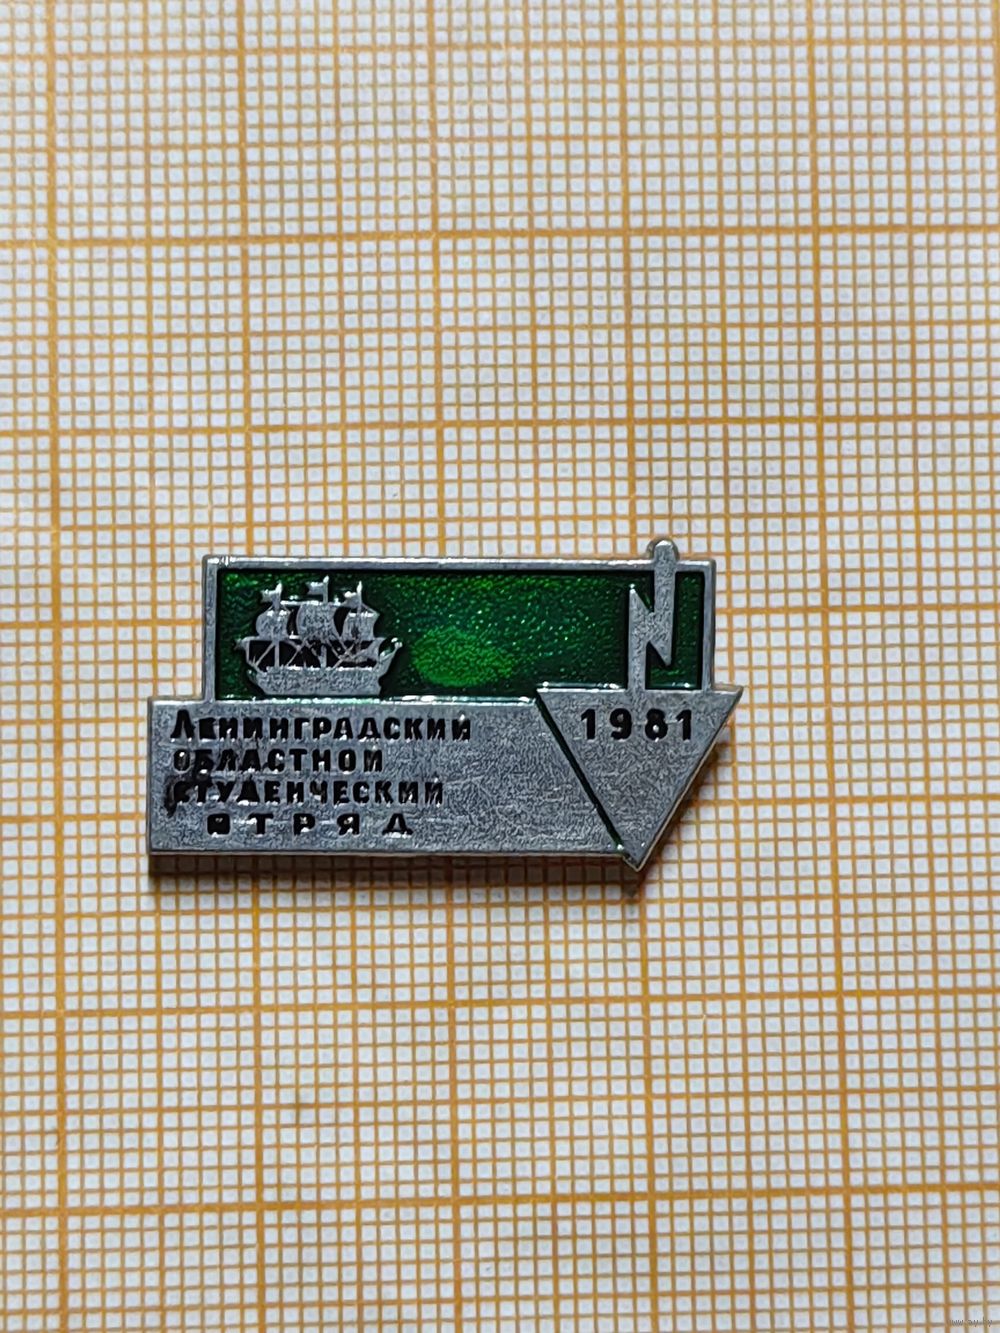 ЛЕНИНГРАДСКИЙ
ОБЛАСТНОЙ
СТУДЕНЧЕСКИЙ
ОТРЯД
1981